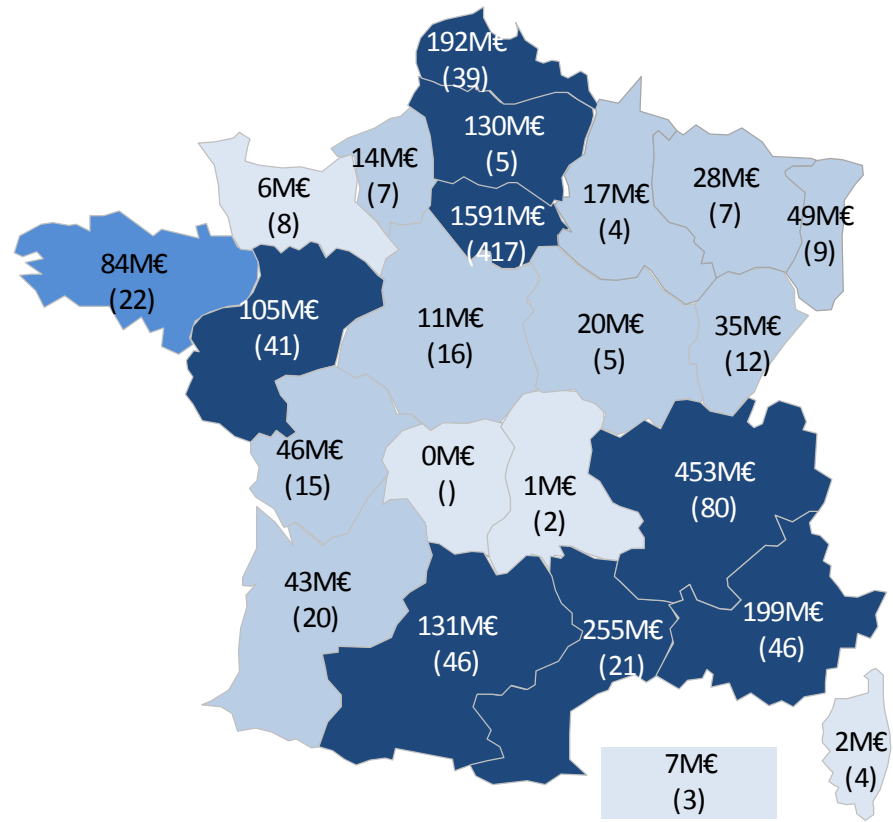 192M€
(39)
130M€
(5)
14M€
(7)
6M€
(8)
1591M€
(417)
17M€
(4)
28M€
(7)
49M€
(9)
84M€
(22)
105M€
(41)
11M€
(16)
20M€
(5)
35M€
(12)
46M€
(15)
0M€
()
1M€
(2)
453M€
(80)
43M€
(20)
131M€
(46)
255M€
(21)
199M€
(46)
7M€
(3)
2M€
(4)